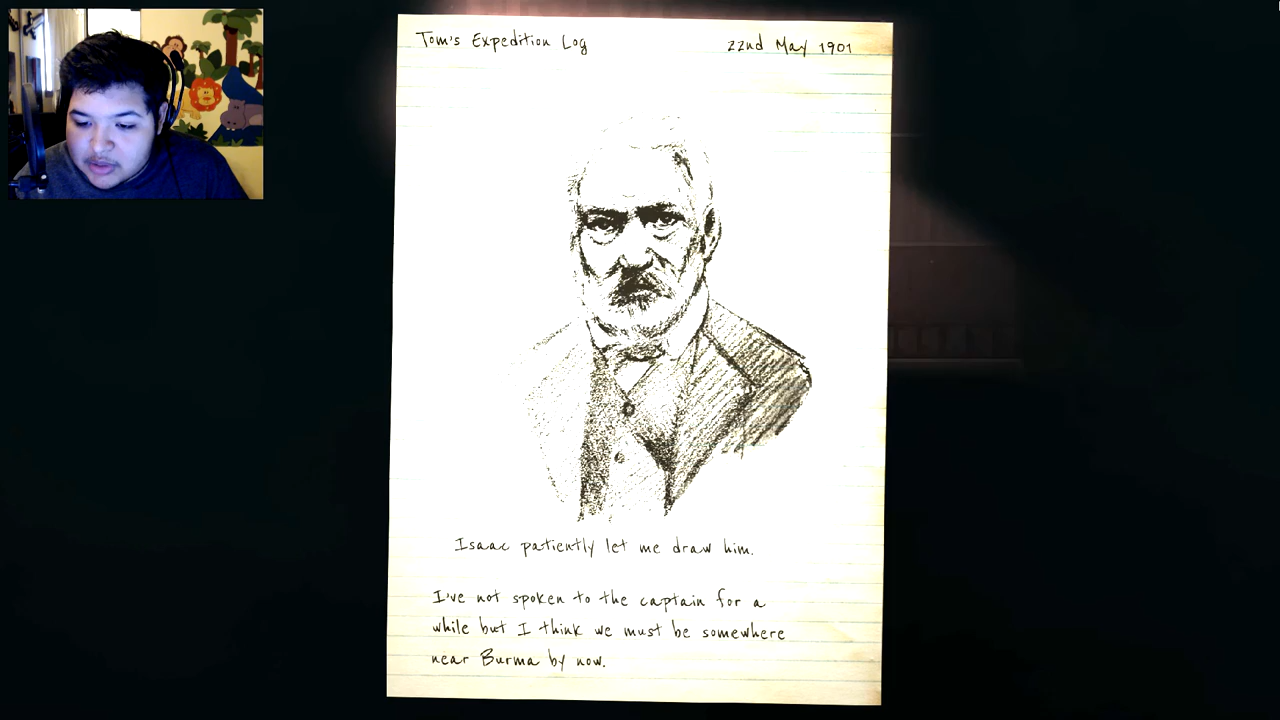 Tom's Expedition Log
22nd May 1901
Isaac patiently let me draw him.
I've not spoken to the captain for a
while but I think we must be somewhere
near Burma by now.